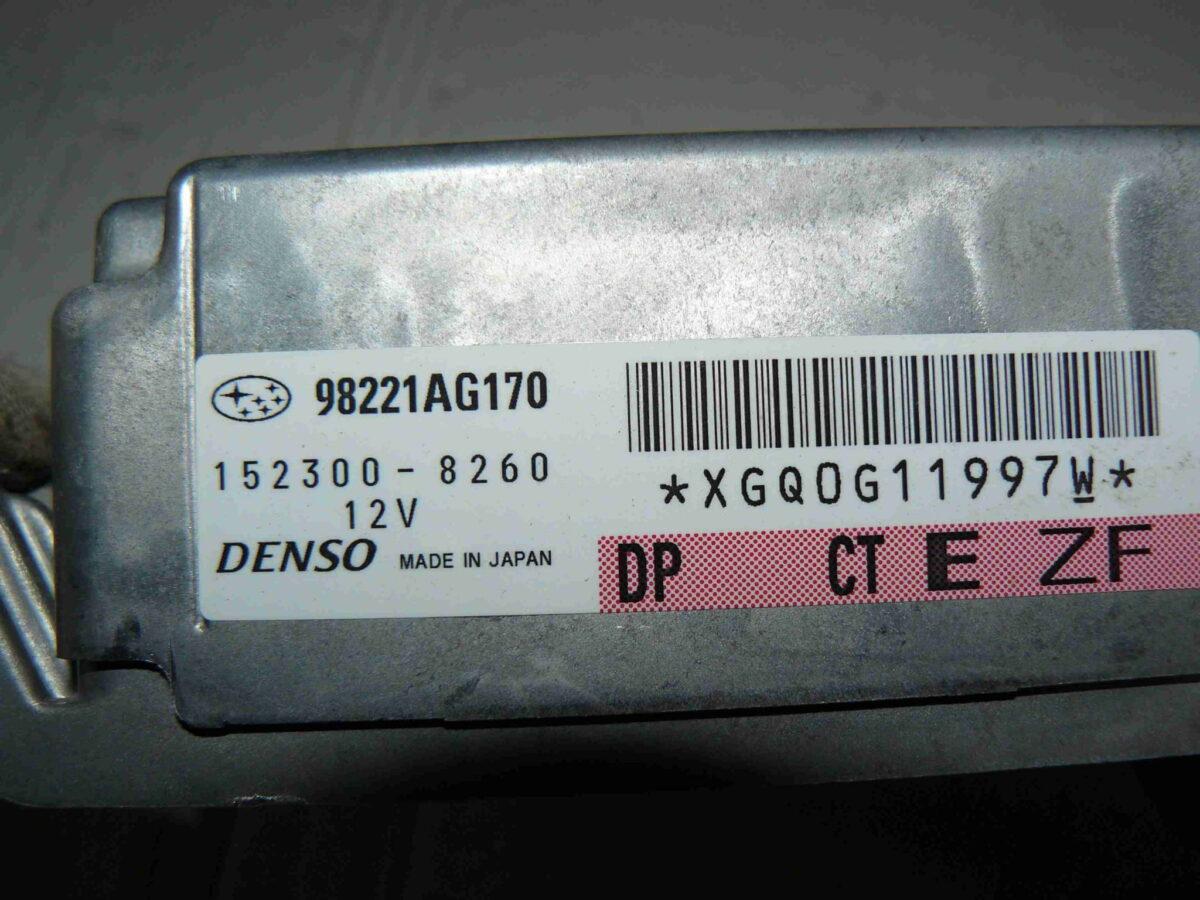 98221AG170
152300-8260
12V
DENSO MADE IN JAPAN
*XGQ0G11997W*
DP CT E ZF